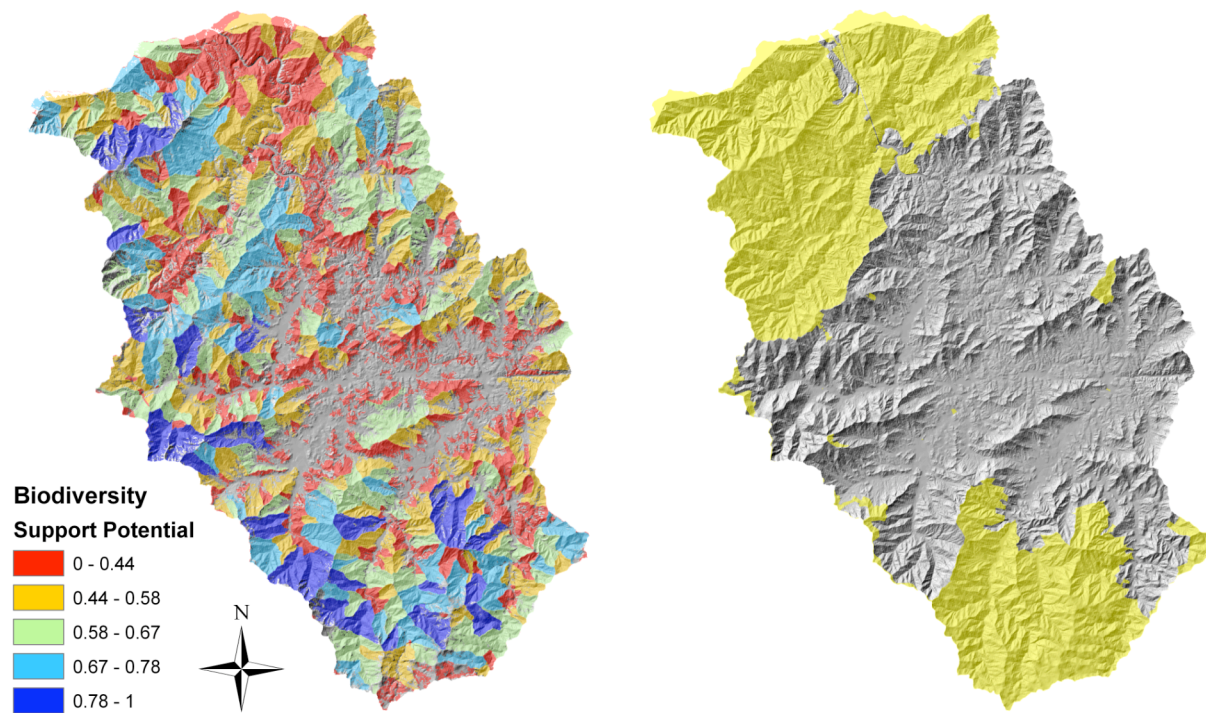 Biodiversity
Support Potential
0 - 0.44
0.44 - 0.58
0.58 - 0.67
0.67 - 0.78
0.78 - 1
N